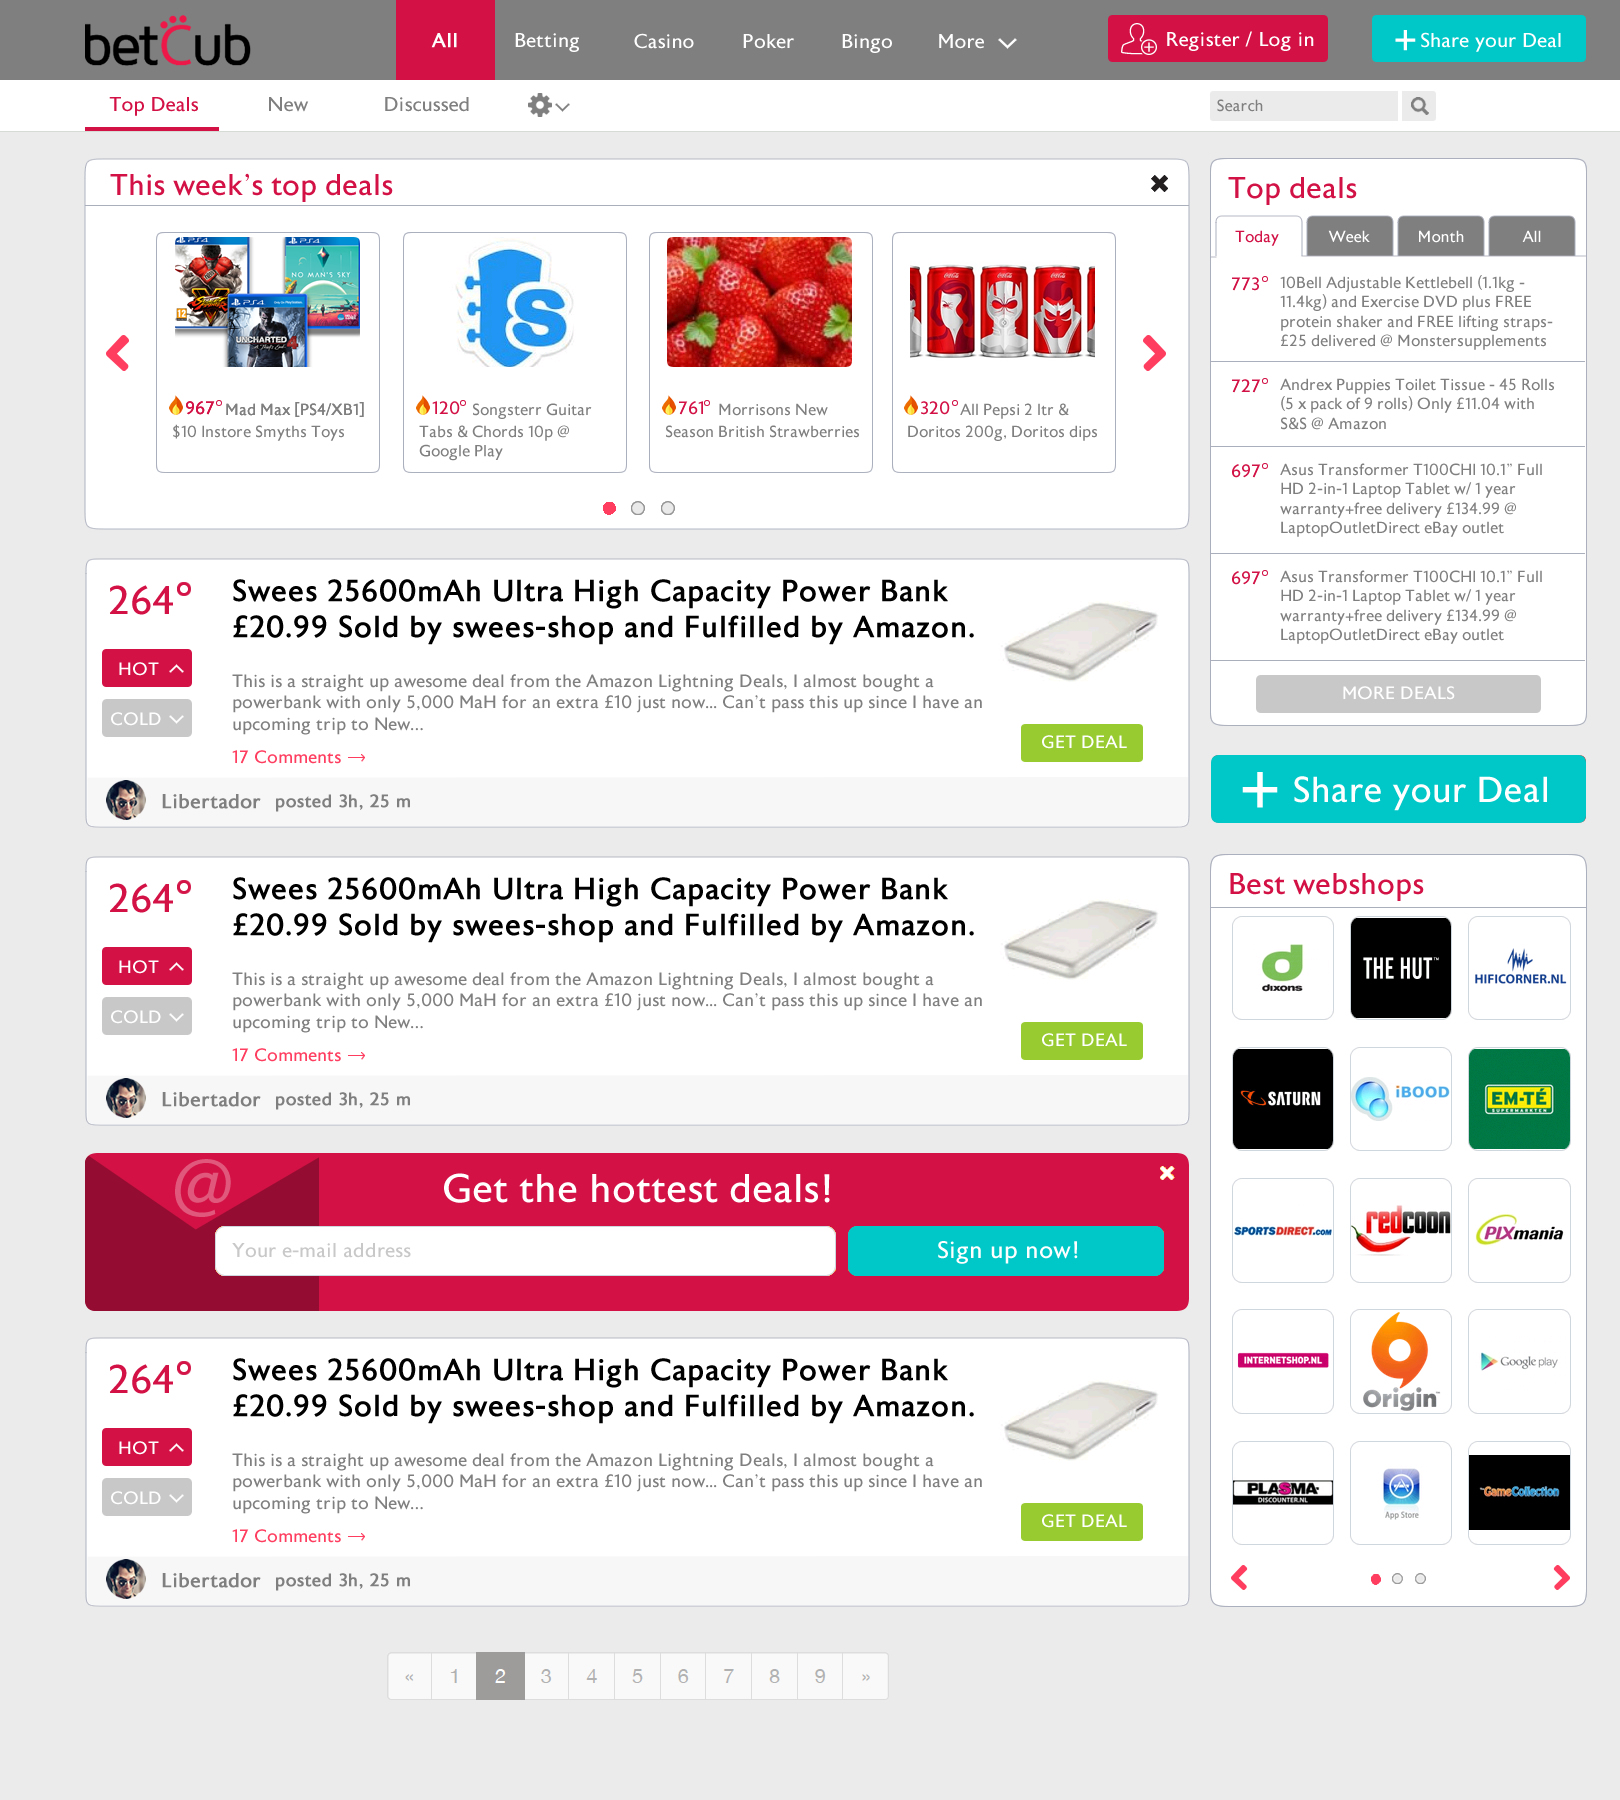 betCub
All
Betting
Casino
Poker
Bingo
More
Register / Log in
Share your Deal
Top Deals
New
Discussed
Search
This week's top deals
PS4
PS4
NO MAN'S SKY
PS4
UNCHARTED 4
12
V
967° Mad Max [PS4/XB1]
$10 Instore Smyths Toys
S
120° Songsterr Guitar
Tabs & Chords 10p @
Google Play
761° Morrisons New
Season British Strawberries
320° All Pepsi 2 ltr &
Doritos 200g, Doritos dips
264°
HOT
COLD
Swees 25600mAh Ultra High Capacity Power Bank
£20.99 Sold by swees-shop and Fulfilled by Amazon.
This is a straight up awesome deal from the Amazon Lightning Deals, I almost bought a
powerbank with only 5,000 MaH for an extra £10 just now... Can't pass this up since I have an
upcoming trip to New...
17 Comments →
GET DEAL
Libertador posted 3h, 25 m
264°
HOT
COLD
Swees 25600mAh Ultra High Capacity Power Bank
£20.99 Sold by swees-shop and Fulfilled by Amazon.
This is a straight up awesome deal from the Amazon Lightning Deals, I almost bought a
powerbank with only 5,000 MaH for an extra £10 just now... Can't pass this up since I have an
upcoming trip to New...
17 Comments →
GET DEAL
Libertador posted 3h, 25 m
@
Get the hottest deals!
Your e-mail address
Sign up now!
264°
HOT
COLD
Swees 25600mAh Ultra High Capacity Power Bank
£20.99 Sold by swees-shop and Fulfilled by Amazon.
This is a straight up awesome deal from the Amazon Lightning Deals, I almost bought a
powerbank with only 5,000 MaH for an extra £10 just now... Can't pass this up since I have an
upcoming trip to New...
17 Comments →
GET DEAL
Libertador posted 3h, 25 m
« 1 2 3 4 5 6 7 8 9 »
Top deals
Today
Week
Month
All
773° 10Bell Adjustable Kettlebell (1.1kg -
11.4kg) and Exercise DVD plus FREE
protein shaker and FREE lifting straps-
£25 delivered @ Monstersupplements
727° Andrex Puppies Toilet Tissue - 45 Rolls
(5 x pack of 9 rolls) Only £11.04 with
S&S @ Amazon
697° Asus Transformer T100CHI 10.1" Full
HD 2-in-1 Laptop Tablet w/ 1 year
warranty+free delivery £134.99 @
LaptopOutletDirect eBay outlet
697° Asus Transformer T100CHI 10.1" Full
HD 2-in-1 Laptop Tablet w/ 1 year
warranty+free delivery £134.99 @
LaptopOutletDirect eBay outlet
MORE DEALS
Share your Deal
Best webshops
d
dixons
THE HUT™
HIFICORNER.NL
SATURN
iBOOD
EM-TÉ
SUPERMARKTEN
SPORTSDIRECT.COM
redcoon
PIXmania
INTERNETSHOP.NL
Origin™
Google play
PLASMA
DISCOUNTER.NL
App Store
The GameCollection